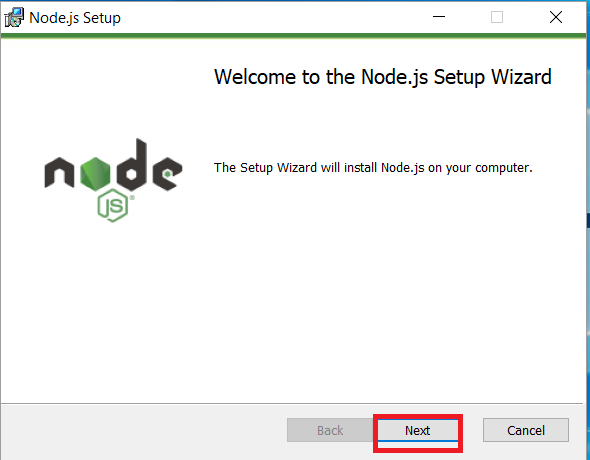 Node.js Setup
Welcome to the Node.js Setup Wizard
node
JS®
The Setup Wizard will install Node.js on your computer.
Back
Next
Cancel